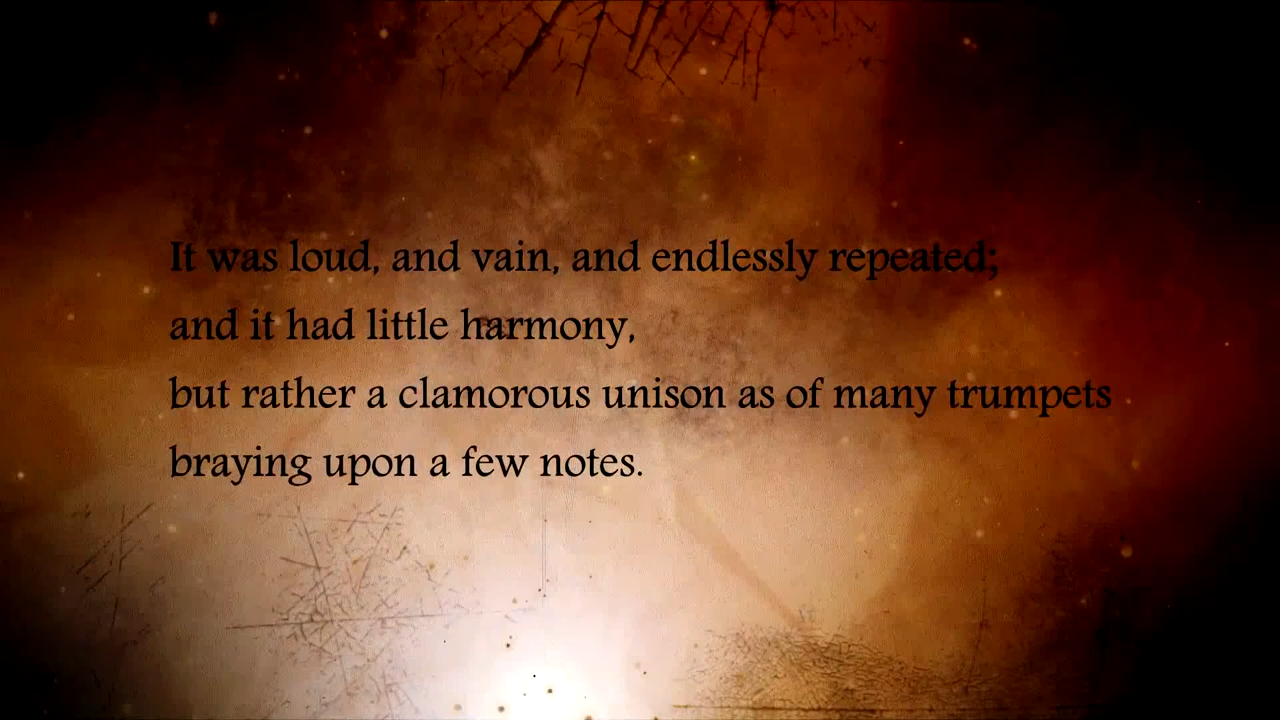 It was loud, and vain, and endlessly repeated;
and it had little harmony,
but rather a clamorous unison as of many trumpets
braying upon a few notes.